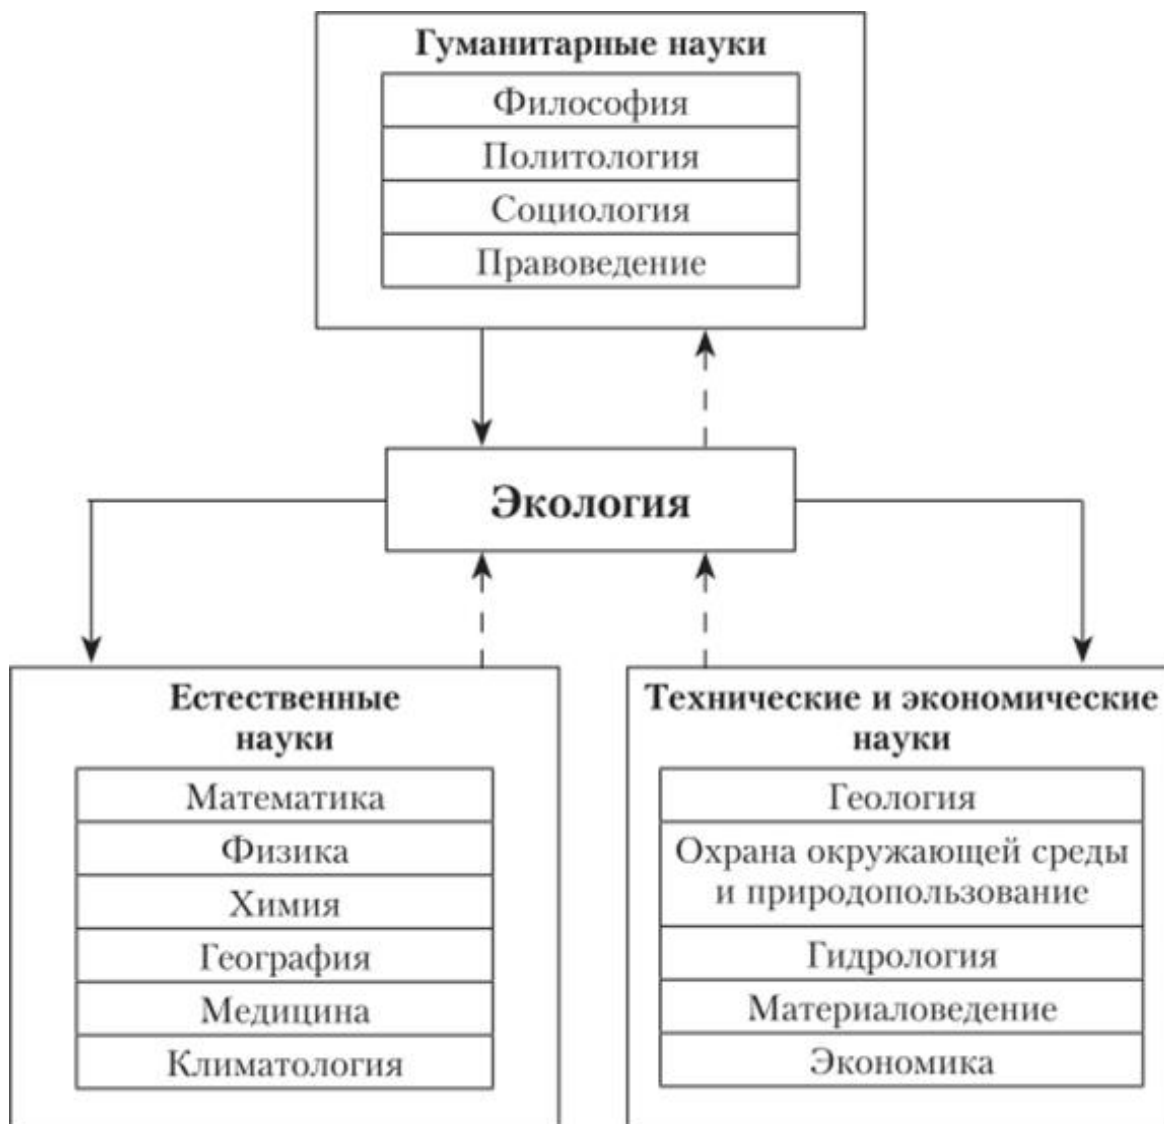 Гуманитарные науки
Философия
Политология
Социология
Правоведение
Экология
Естественные
науки
Математика
Физика
Химия
География
Медицина
Климатология
Технические и экономические
науки
Геология
Охрана окружающей среды
и природопользование
Гидрология
Материаловедение
Экономика